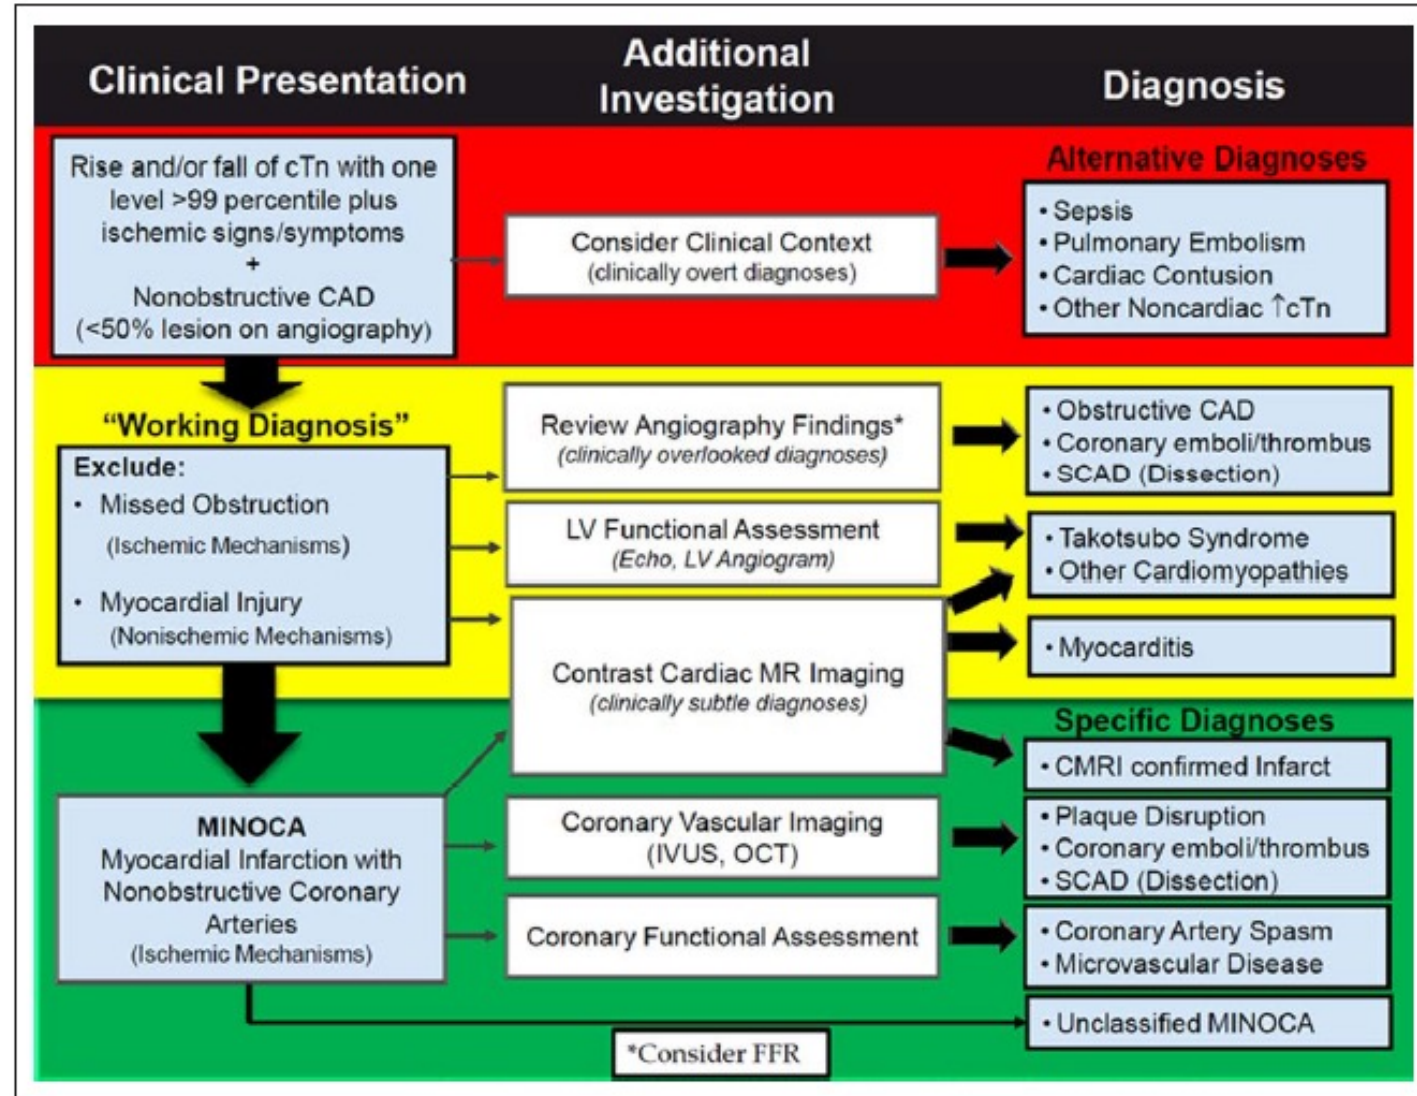 Clinical Presentation
Additional
Investigation
Diagnosis
Rise and/or fall of cTn with one
level >99 percentile plus
ischemic signs/symptoms
+
Nonobstructive CAD
(<50% lesion on angiography)
Consider Clinical Context
(clinically overt diagnoses)
Alternative Diagnoses
• Sepsis
• Pulmonary Embolism
• Cardiac Contusion
• Other Noncardiac ↑cTn
“Working Diagnosis”
Exclude:
• Missed Obstruction
(Ischemic Mechanisms)
• Myocardial Injury
(Nonischemic Mechanisms)
Review Angiography Findings*
(clinically overlooked diagnoses)
• Obstructive CAD
• Coronary emboli/thrombus
• SCAD (Dissection)
LV Functional Assessment
(Echo, LV Angiogram)
• Takotsubo Syndrome
• Other Cardiomyopathies
Contrast Cardiac MR Imaging
(clinically subtle diagnoses)
• Myocarditis
Specific Diagnoses
• CMRI confirmed Infarct
MINOCA
Myocardial Infarction with
Nonobstructive Coronary
Arteries
(Ischemic Mechanisms)
Coronary Vascular Imaging
(IVUS, OCT)
• Plaque Disruption
• Coronary emboli/thrombus
• SCAD (Dissection)
Coronary Functional Assessment
• Coronary Artery Spasm
• Microvascular Disease
• Unclassified MINOCA
*Consider FFR